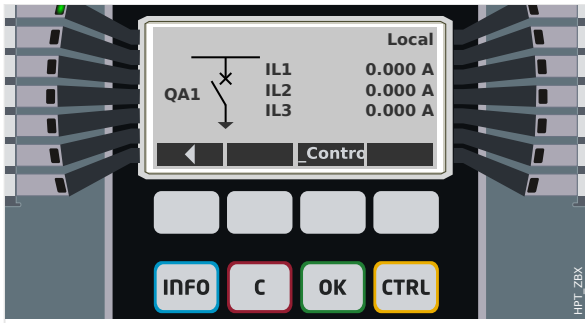 Local
IL1 0.000 A
QA1 IL2 0.000 A
IL3 0.000 A
_Contro
INFO C OK CTRL
HPT_ZBX